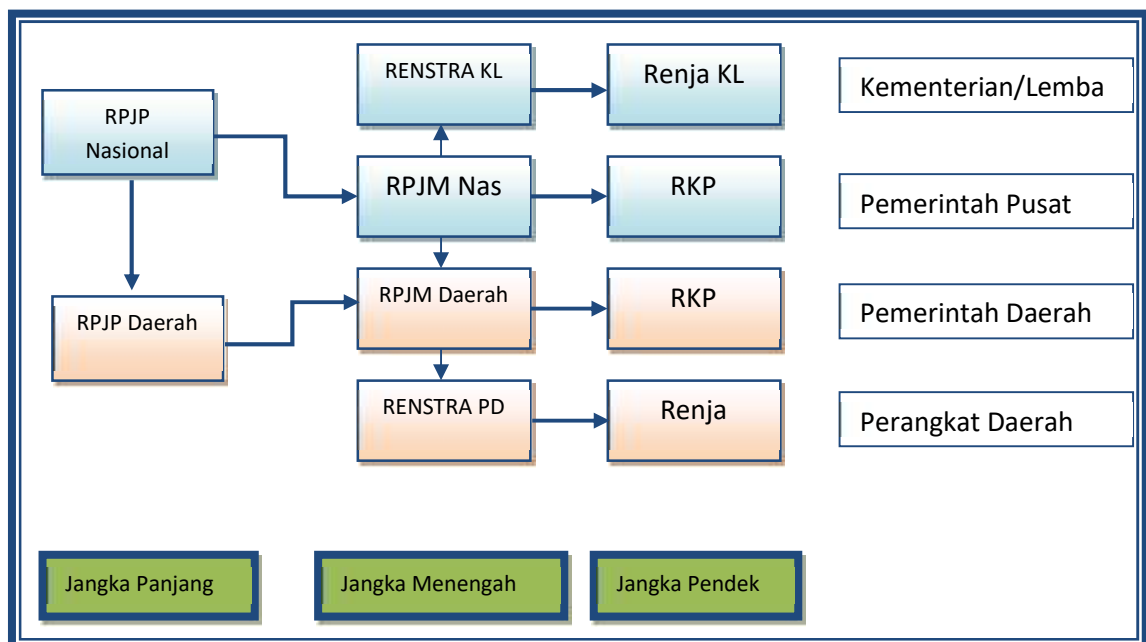 RENSTRA KL
Renja KL
Kementerian/Lemba
RPJP
Nasional
RPJM Nas
RKP
Pemerintah Pusat
RPJP Daerah
RPJM Daerah
RKP
Pemerintah Daerah
RENSTRA PD
Renja
Perangkat Daerah
Jangka Panjang
Jangka Menengah
Jangka Pendek